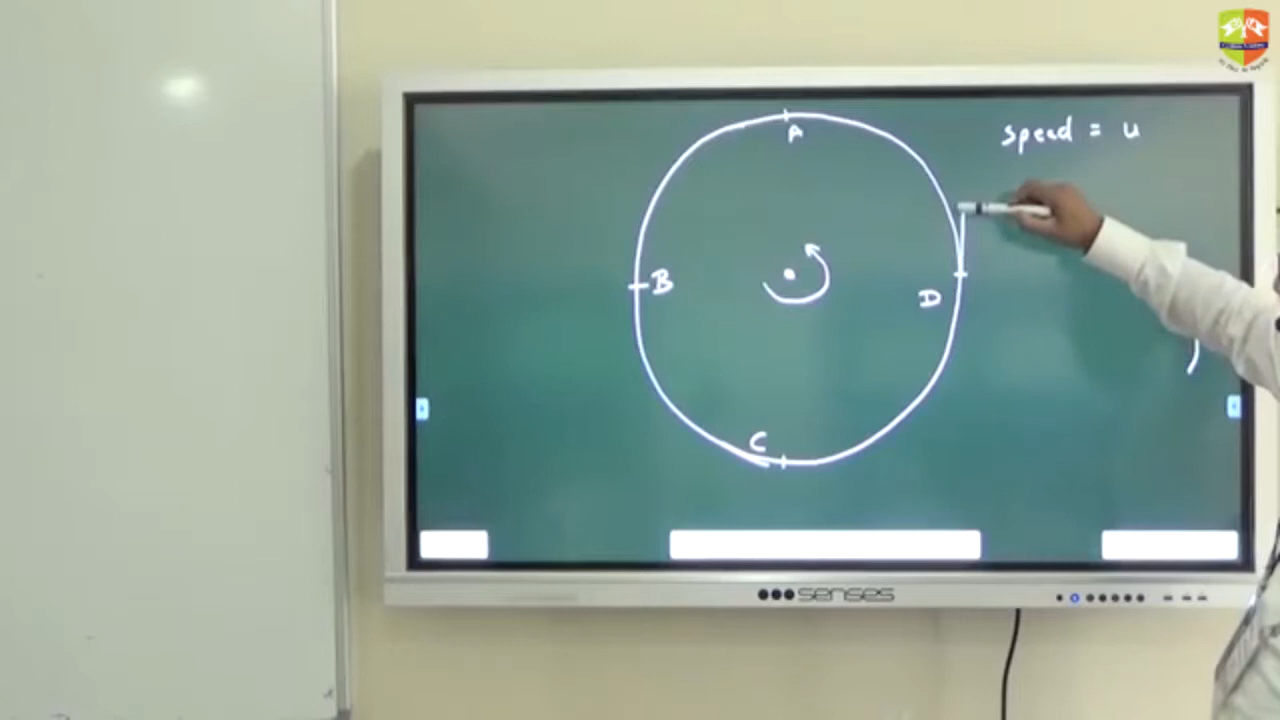 speed = u
A
B
D
C
senses